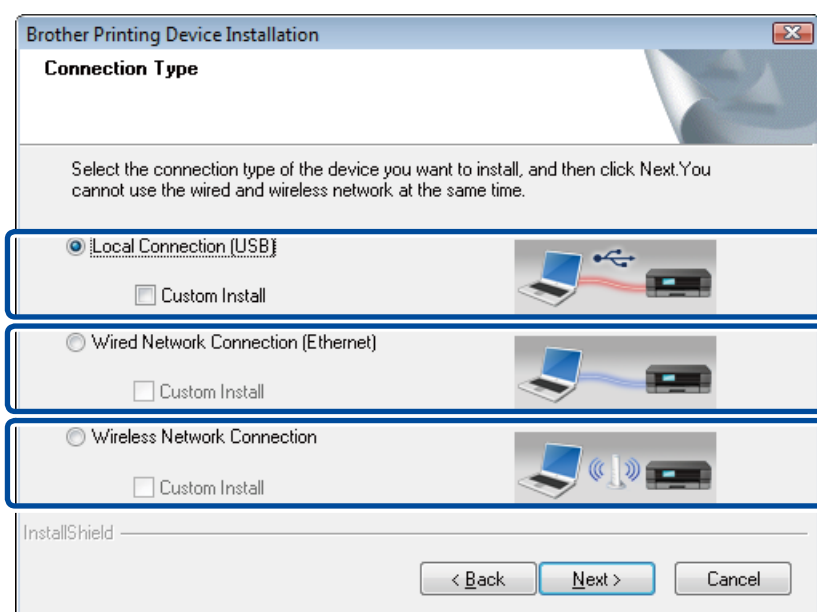 Brother Printing Device Installation
Connection Type
Select the connection type of the device you want to install, and then click Next.You
cannot use the wired and wireless network at the same time.
Local Connection (USB)
Custom Install
Wired Network Connection (Ethernet)
Custom Install
Wireless Network Connection
Custom Install
InstallShield
< Back Next > Cancel